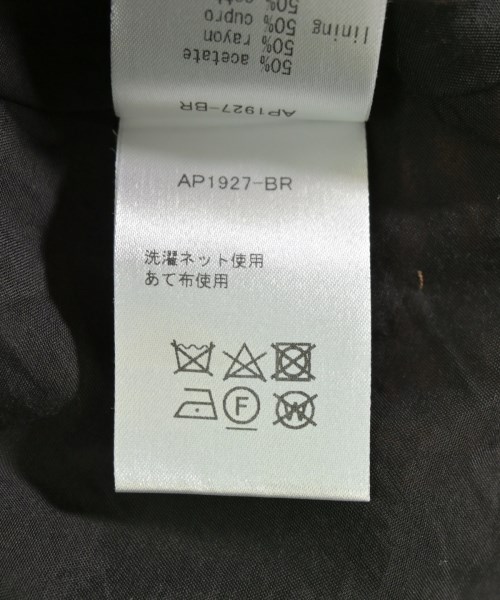 AP1927-BR
50% acetate
50% rayon
50% cupro
lining
50%
AP1927-BR
洗濯ネット使用
あて布使用
F
W